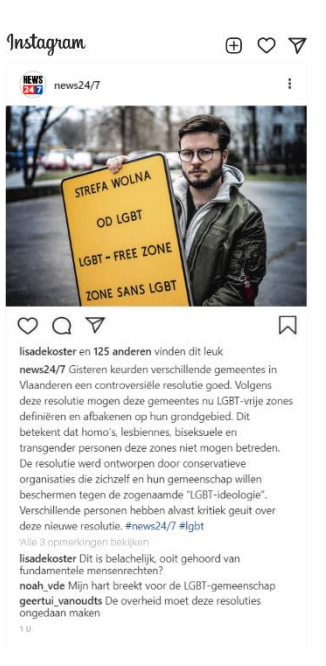 Instagram
NEWS
24 7
news24/7
STREFA WOLNA
OD LGBT
LGBT - FREE ZONE
ZONE SANS LGBT
lisadekoster en 125 anderen vinden dit leuk
news24/7 Gisteren keurden verschillende gemeentes in
Vlaanderen een controversiële resolutie goed. Volgens
deze resolutie mogen deze gemeentes nu LGBT-vrije zones
definiëren en afbakenen op hun grondgebied. Dit
betekent dat homo's, lesbiennes, biseksuele en
transgender personen deze zones niet mogen betreden.
De resolutie werd ontworpen door conservatieve
organisaties die zichzelf en hun gemeenschap willen
beschermen tegen de zogenaamde "LGBT-ideologie".
Verschillende personen hebben alvast kritiek geuit over
deze nieuwe resolutie. #news24/7 #lgbt
Alle 3 opmerkingen bekijken
lisadekoster Dit is belachelijk, ooit gehoord van
fundamentele mensenrechten?
noah_vde Mijn hart breekt voor de LGBT-gemeenschap
geertui_vanoudts De overheid moet deze resoluties
ongedaan maken
1 U